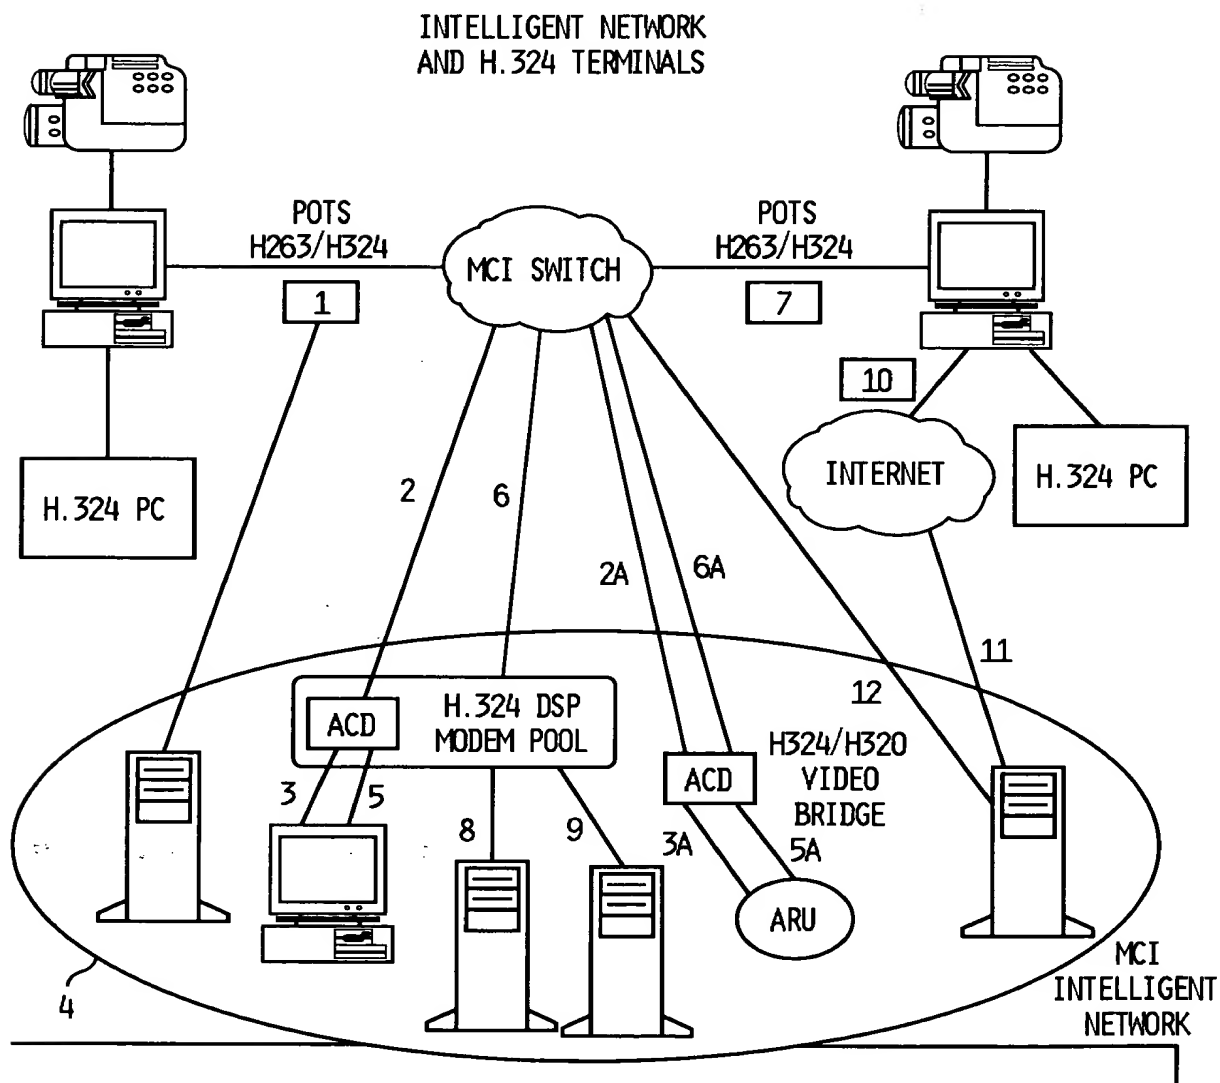 INTELLIGENT NETWORK
AND H.324 TERMINALS
POTS
H263/H324
MCI SWITCH
POTS
H263/H324
1
7
10
H.324 PC
INTERNET
H.324 PC
2
6
2A
6A
11
12
ACD
H.324 DSP
MODEM POOL
H324/H320
VIDEO
BRIDGE
ACD
3
5
8
9
3A
5A
ARU
4
MCI
INTELLIGENT
NETWORK